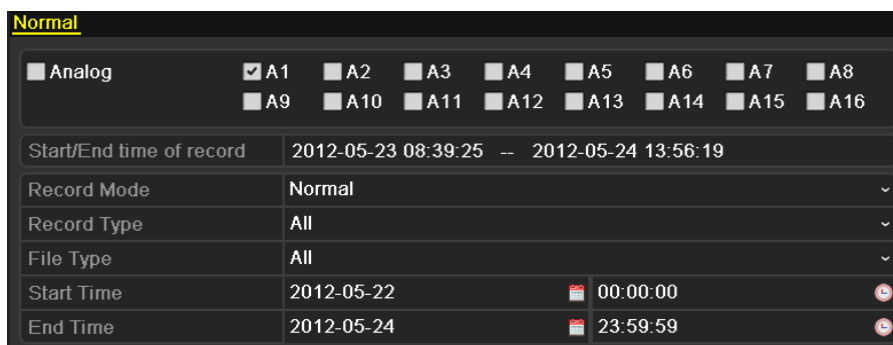 Normal
Analog A1 A2 A3 A4 A5 A6 A7 A8
A9 A10 A11 A12 A13 A14 A15 A16
Start/End time of record 2012-05-23 08:39:25 -- 2012-05-24 13:56:19
Record Mode Normal
Record Type All
File Type All
Start Time 2012-05-22 00:00:00
End Time 2012-05-24 23:59:59